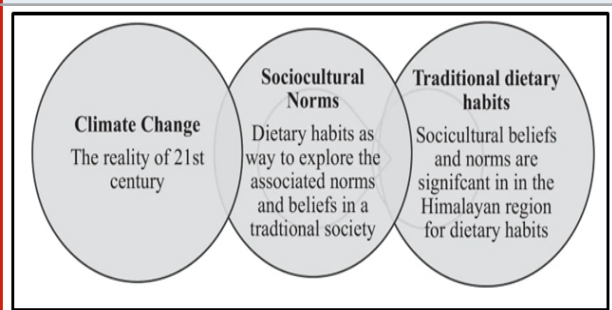 Climate Change
The reality of 21st
century
Sociocultural
Norms
Dietary habits as
way to explore the
associated norms
and beliefs in a
tradtional society
Traditional dietary
habits
Socicultural beliefs
and norms are
signifcant in in the
Himalayan region
for dietary habits